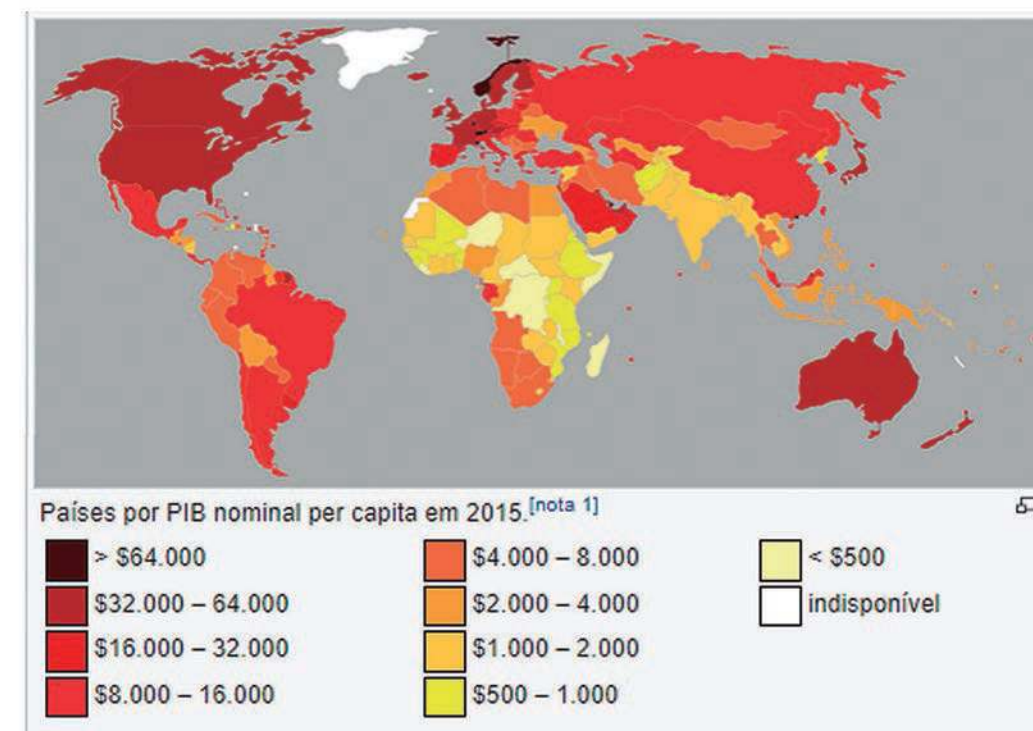 Países por PIB nominal per capita em 2015.[nota 1]
> $64.000
$32.000 – 64.000
$16.000 – 32.000
$8.000 – 16.000
$4.000 – 8.000
$2.000 – 4.000
$1.000 – 2.000
$500 – 1.000
< $500
indisponível